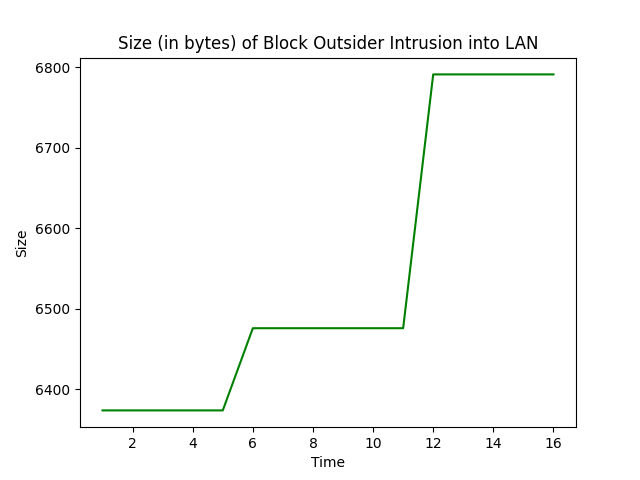 Size (in bytes) of Block Outsider Intrusion into LAN
6800
6700
6600
6500
6400
Size
2 4 6 8 10 12 14 16
Time